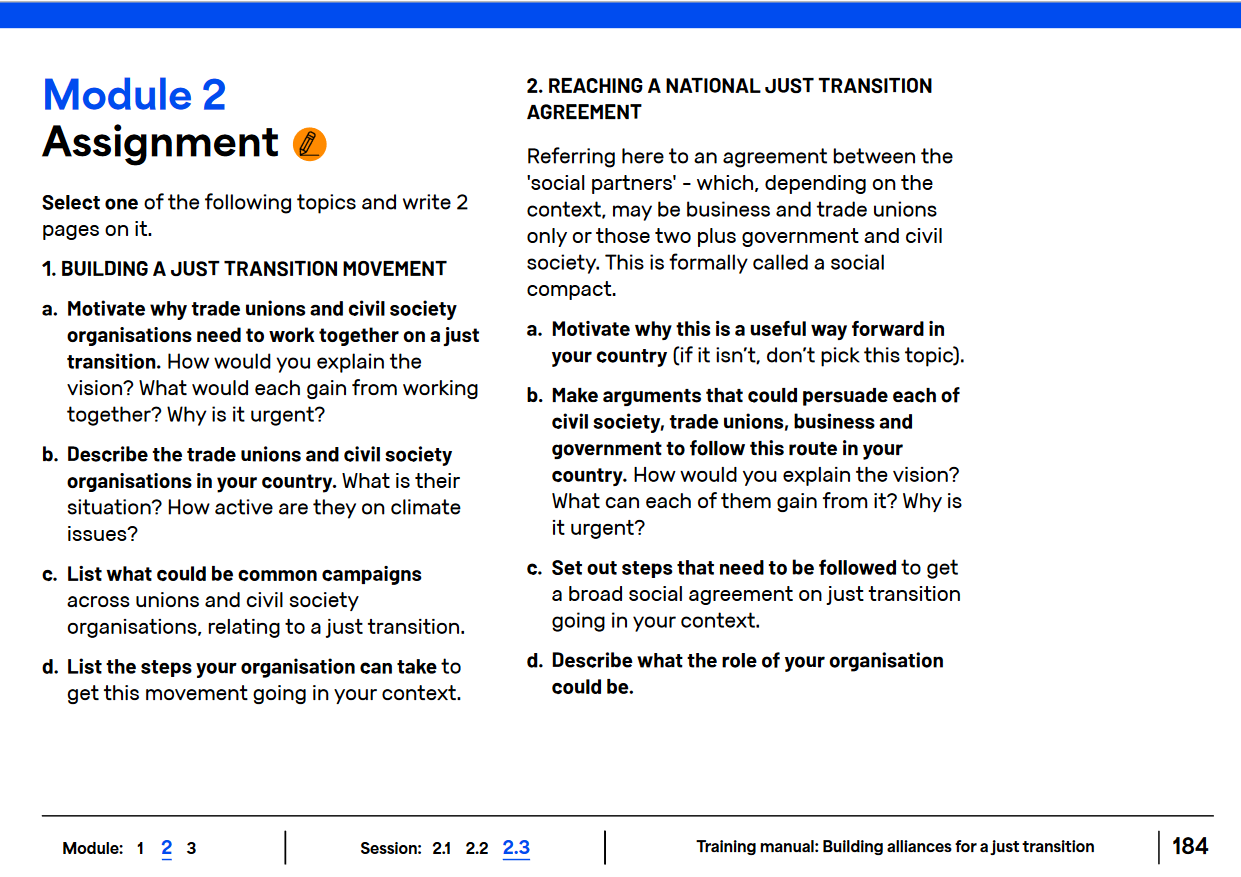 Module 2
Assignment
Select one of the following topics and write 2
pages on it.
1. BUILDING A JUST TRANSITION MOVEMENT
a. Motivate why trade unions and civil society
organisations need to work together on a just
transition. How would you explain the
vision? What would each gain from working
together? Why is it urgent?
b. Describe the trade unions and civil society
organisations in your country. What is their
situation? How active are they on climate
issues?
c. List what could be common campaigns
across unions and civil society
organisations, relating to a just transition.
d. List the steps your organisation can take to
get this movement going in your context.
2. REACHING A NATIONAL JUST TRANSITION
AGREEMENT
Referring here to an agreement between the
'social partners' - which, depending on the
context, may be business and trade unions
only or those two plus government and civil
society. This is formally called a social
compact.
a. Motivate why this is a useful way forward in
your country (if it isn’t, don’t pick this topic).
b. Make arguments that could persuade each of
civil society, trade unions, business and
government to follow this route in your
country. How would you explain the vision?
What can each of them gain from it? Why is
it urgent?
c. Set out steps that need to be followed to get
a broad social agreement on just transition
going in your context.
d. Describe what the role of your organisation
could be.
Module: 1 2 3
Session: 2.1 2.2 2.3
Training manual: Building alliances for a just transition
184